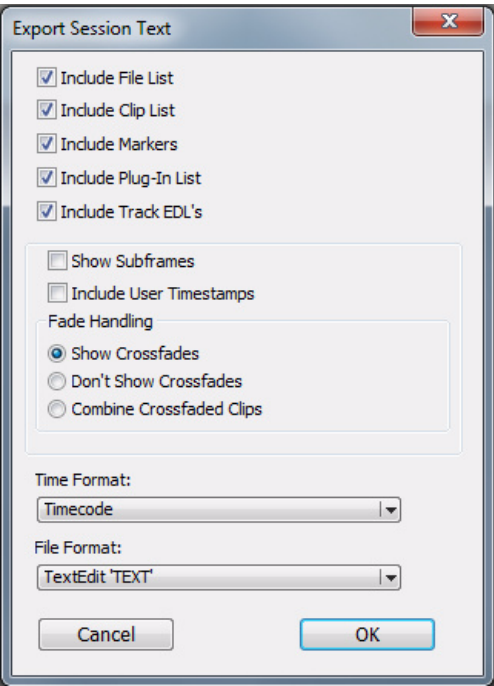 Export Session Text
Include File List
Include Clip List
Include Markers
Include Plug-In List
Include Track EDL's
Show Subframes
Include User Timestamps
Fade Handling
Show Crossfades
Don't Show Crossfades
Combine Crossfaded Clips
Time Format:
Timecode
File Format:
TextEdit 'TEXT'
Cancel
OK